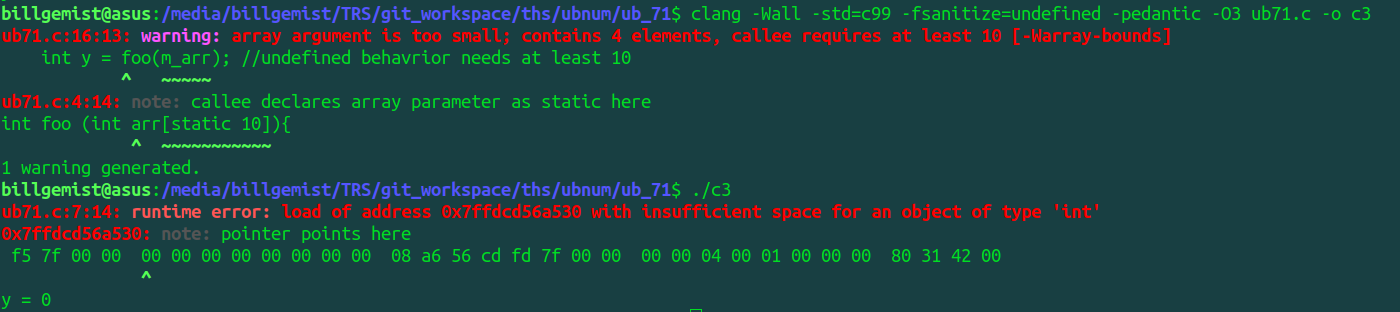 billgemist@asus:/media/billgemist/TRS/git_workspace/ths/ubnum/ub_71$ clang -Wall -std=c99 -fsanitize=undefined -pedantic -O3 ub71.c -o c3
ub71.c:16:13: warning: array argument is too small; contains 4 elements, callee requires at least 10 [-Warray-bounds]
    int y = foo(m_arr); //undefined behavrior needs at least 10
            ^   ~~~~~
ub71.c:4:14: note: callee declares array parameter as static here
int foo (int arr[static 10]){
             ^  ~~~~~~~~~~~
1 warning generated.
billgemist@asus:/media/billgemist/TRS/git_workspace/ths/ubnum/ub_71$ ./c3
ub71.c:7:14: runtime error: load of address 0x7ffdcd56a530 with insufficient space for an object of type 'int'
0x7ffdcd56a530: note: pointer points here
 f5 7f 00 00  00 00 00 00 00 00 00 00  08 a6 56 cd fd 7f 00 00  00 00 04 00 01 00 00 00  80 31 42 00
              ^
y = 0